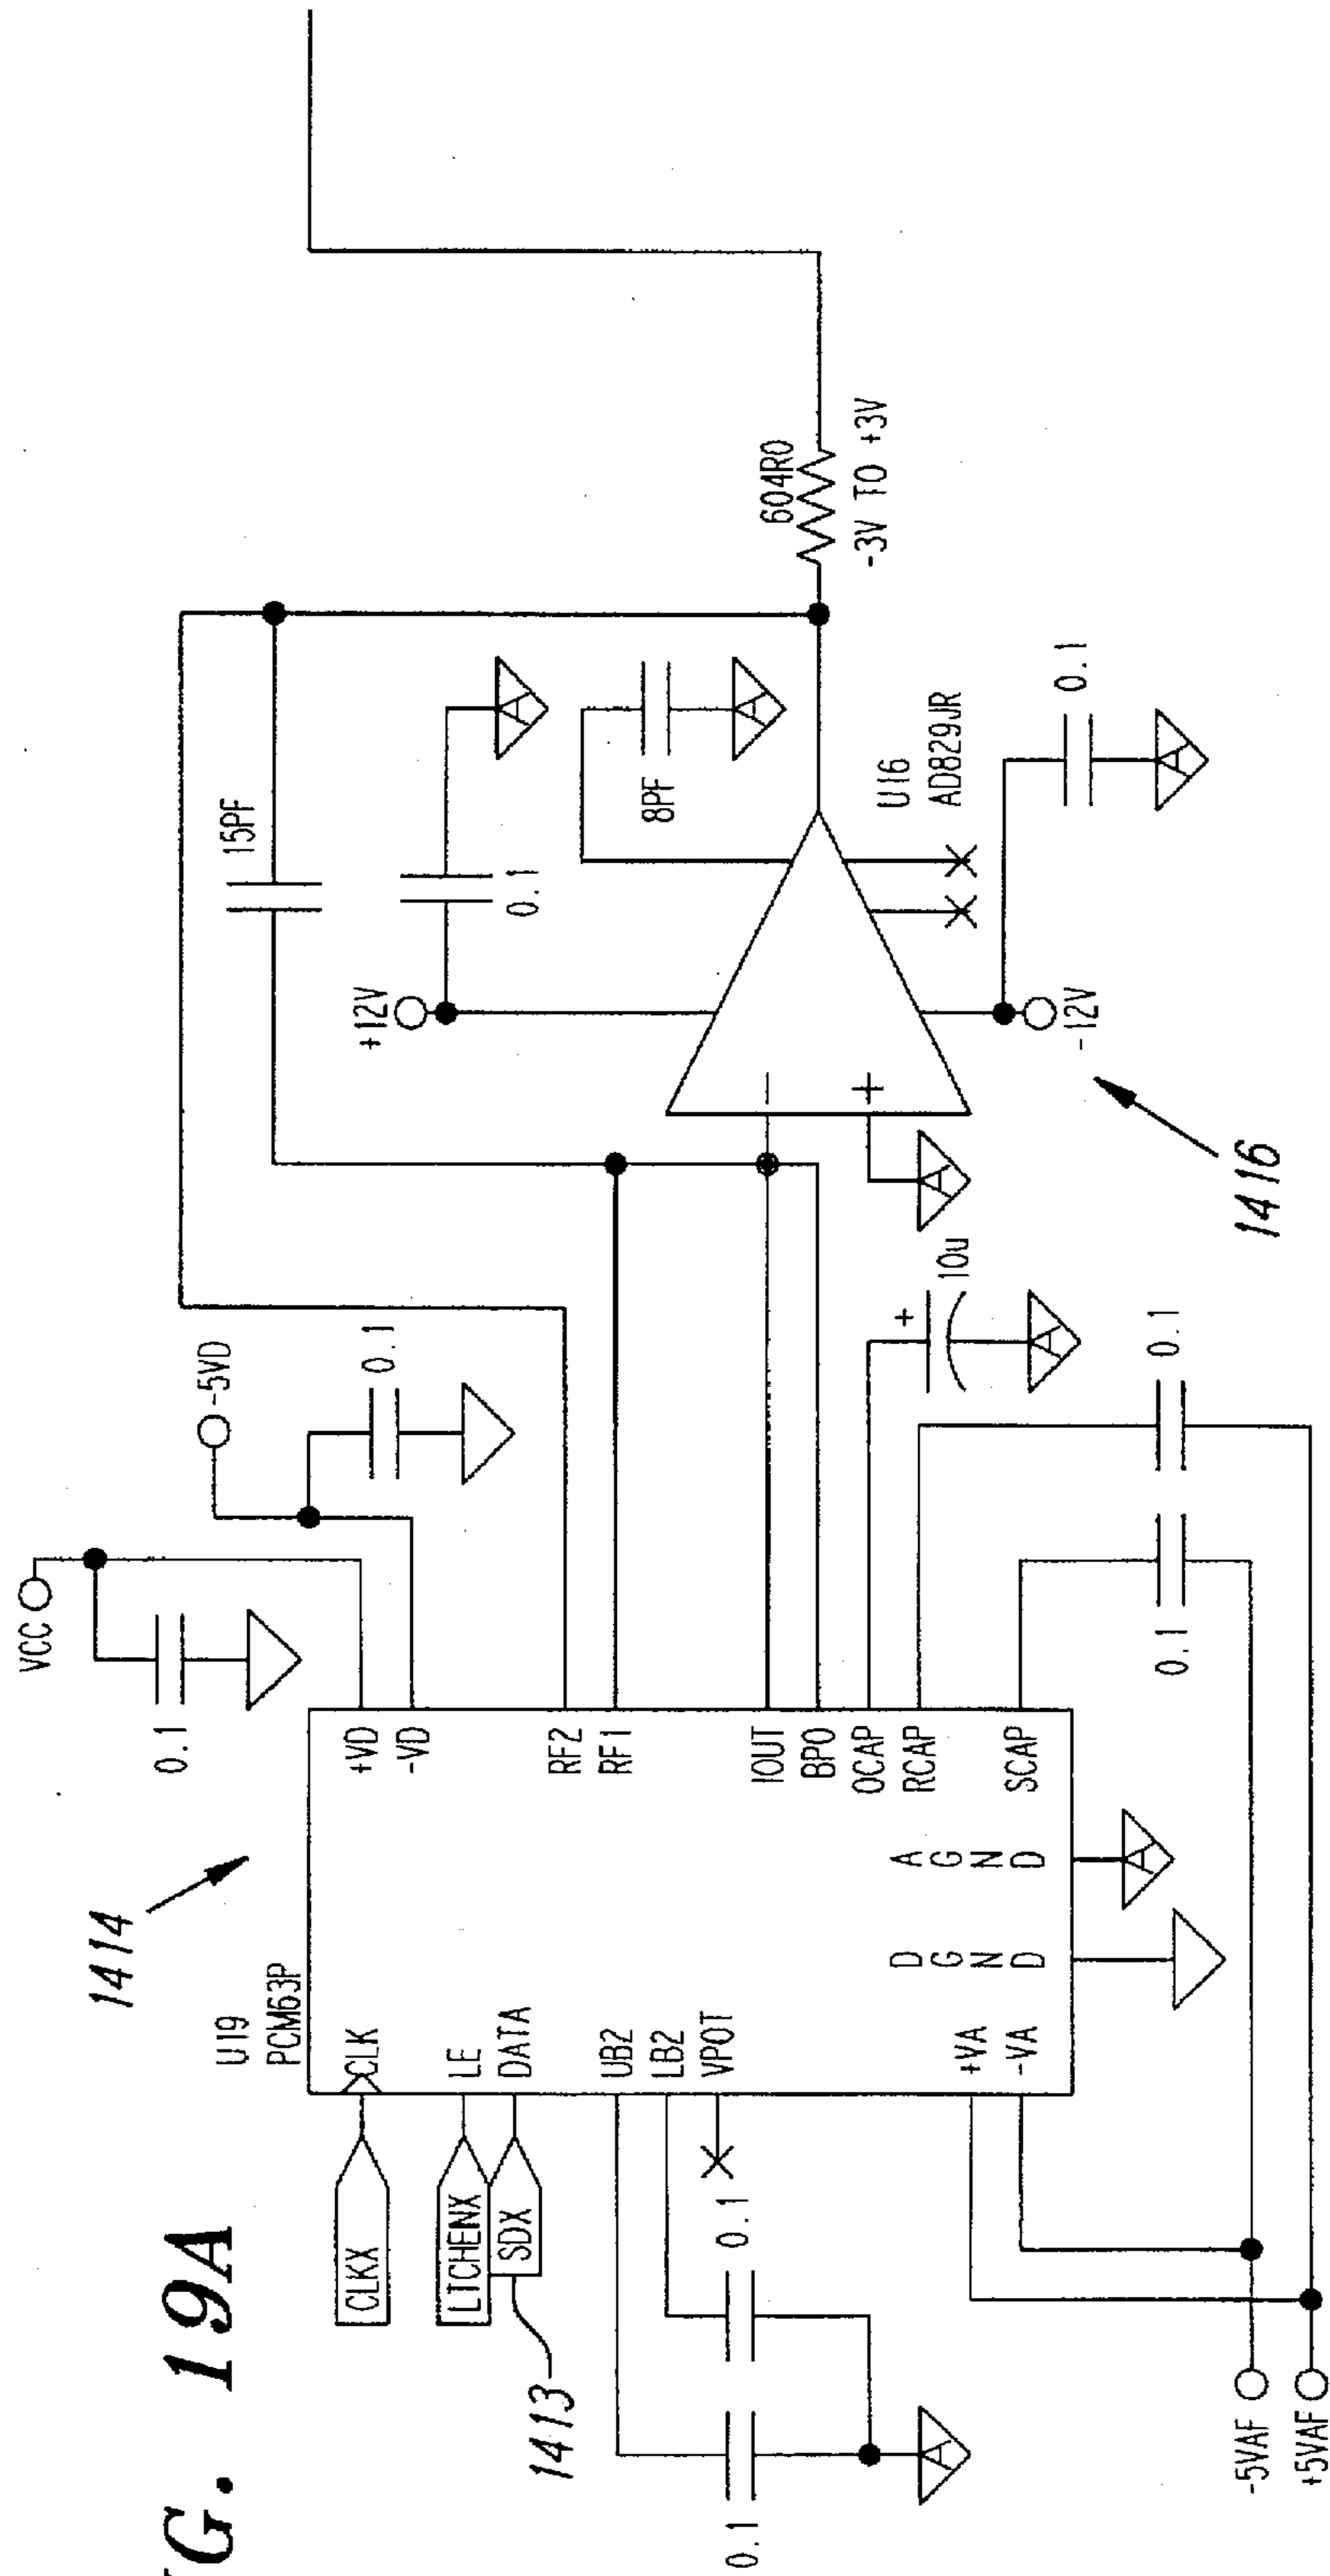 G. 19A
1414
U19
PCM63P
CLKX
LTCHENX
SDX
1413
CLK
LE
DATA
UB2
LB2
VPOT
+VA
-VA
DGND
AGND
+VD
-VD
RF2
RF1
IOUT
BPO
OCAP
RCAP
SCAP
VCC
0.1
-5VD
0.1
0.1
0.1
A
-5VAF
+5VAF
A
0.1
0.1
+
10u
A
A
15PF
+12V
0.1
A
8PF
A
-
+
U16
AD829JR
-12V
0.1
A
1416
604R0
-3V TO +3V